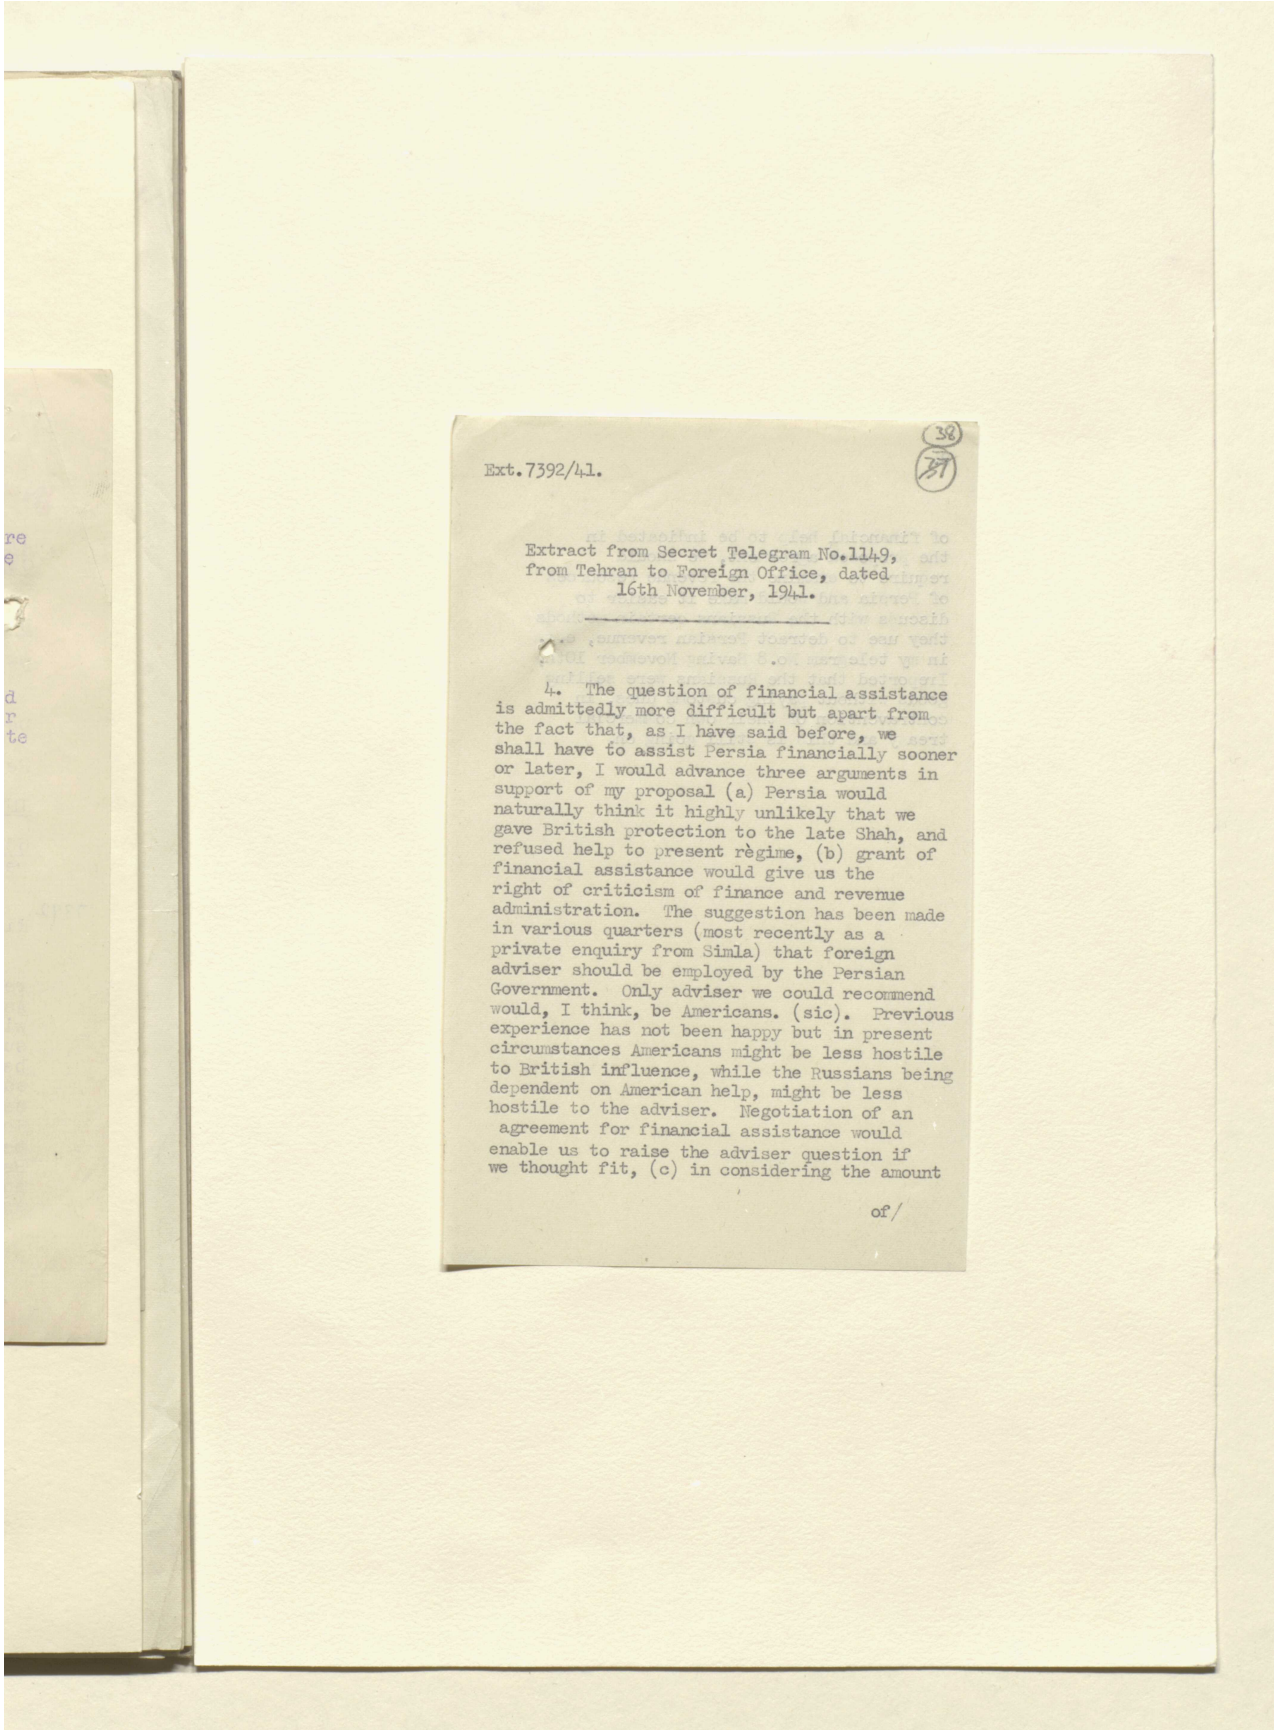 38
37
Ext.7392/41.
Extract from Secret Telegram No.1149,
from Tehran to Foreign Office, dated
16th November, 1941.
4. The question of financial assistance
is admittedly more difficult but apart from
the fact that, as I have said before, we
shall have to assist Persia financially sooner
or later, I would advance three arguments in
support of my proposal (a) Persia would
naturally think it highly unlikely that we
gave British protection to the late Shah, and
refused help to present règime, (b) grant of
financial assistance would give us the
right of criticism of finance and revenue
administration. The suggestion has been made
in various quarters (most recently as a
private enquiry from Simla) that foreign
adviser should be employed by the Persian
Government. Only adviser we could recommend
would, I think, be Americans. (sic). Previous
experience has not been happy but in present
circumstances Americans might be less hostile
to British influence, while the Russians being
dependent on American help, might be less
hostile to the adviser. Negotiation of an
agreement for financial assistance would
enable us to raise the adviser question if
we thought fit, (c) in considering the amount
of/